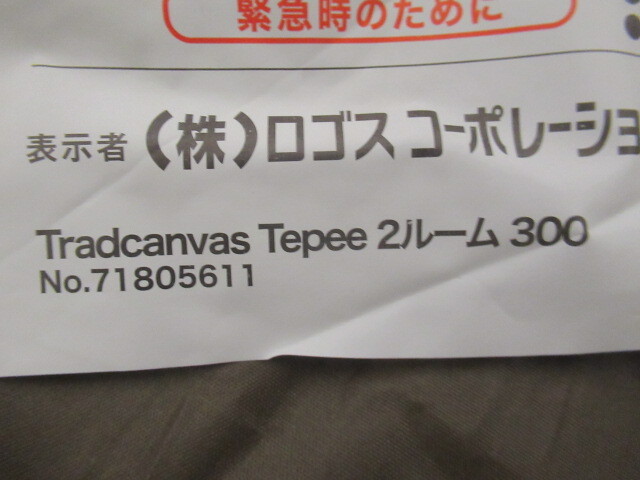 緊急時のために
表示者 (株)ロゴス コーポレーショ
Tradcanvas Tepee 2ルーム 300
No.71805611